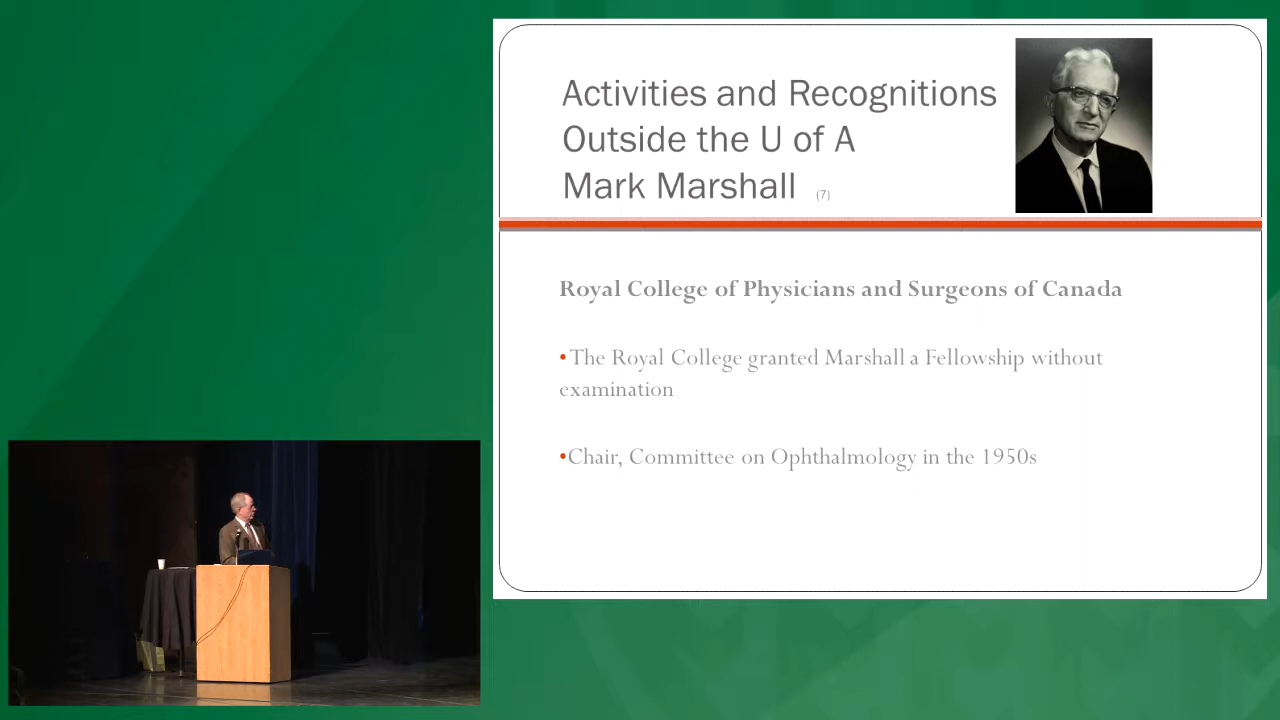 Activities and Recognitions
Outside the U of A
Mark Marshall (7)
Royal College of Physicians and Surgeons of Canada
• The Royal College granted Marshall a Fellowship without
examination
•Chair, Committee on Ophthalmology in the 1950s